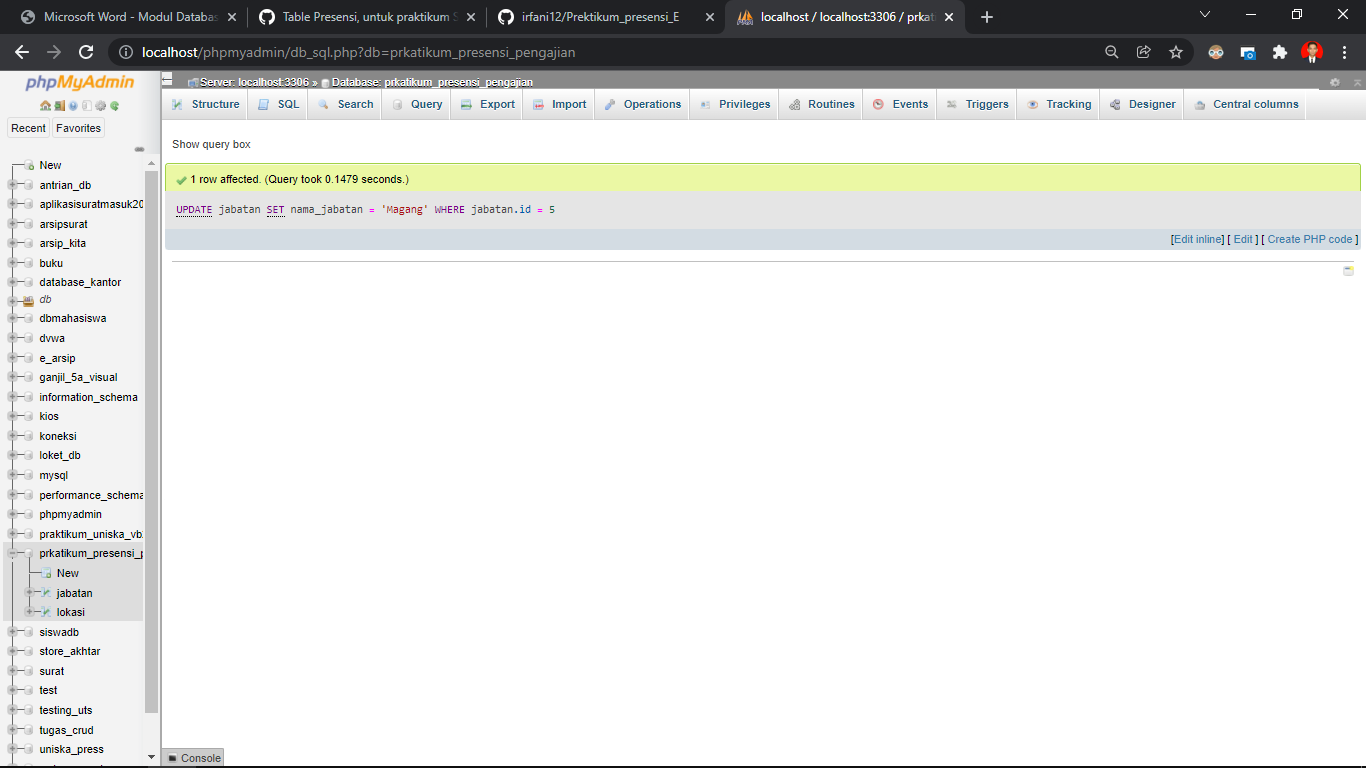 Microsoft Word - Modul Databas
Table Presensi, untuk praktikum S
irfani12/Prektikum_presensi_E
localhost / localhost:3306 / prkati
localhost/phpmyadmin/db_sql.php?db=prkatikum_presensi_pengajian
phpMyAdmin
Server: localhost:3306 » Database: prkatikum_presensi_pengajian
Structure SQL Search Query Export Import Operations Privileges Routines Events Triggers Tracking Designer Central columns
Recent Favorites
New
antrian_db
aplikasisuratmasuk20
arsipsurat
arsip_kita
buku
database_kantor
db
dbmahasiswa
dvwa
e_arsip
ganjil_5a_visual
information_schema
kios
koneksi
loket_db
mysql
performance_schema
phpmyadmin
praktikum_uniska_vb
prkatikum_presensi_p
New
jabatan
lokasi
siswadb
store_akhtar
surat
test
testing_uts
tugas_crud
uniska_press
Show query box
1 row affected. (Query took 0.1479 seconds.)
UPDATE jabatan SET nama_jabatan = 'Magang' WHERE jabatan.id = 5
[Edit inline] [ Edit ] [ Create PHP code ]
Console